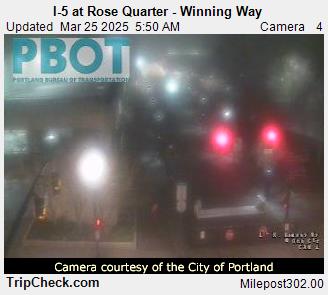 I-5 at Rose Quarter - Winning Way
Updated Mar 25 2025 5:50 AM Camera 4
PBOT
PORTLAND BUREAU OF TRANSPORTATION
Camera courtesy of the City of Portland
TripCheck.com Milepost302.00